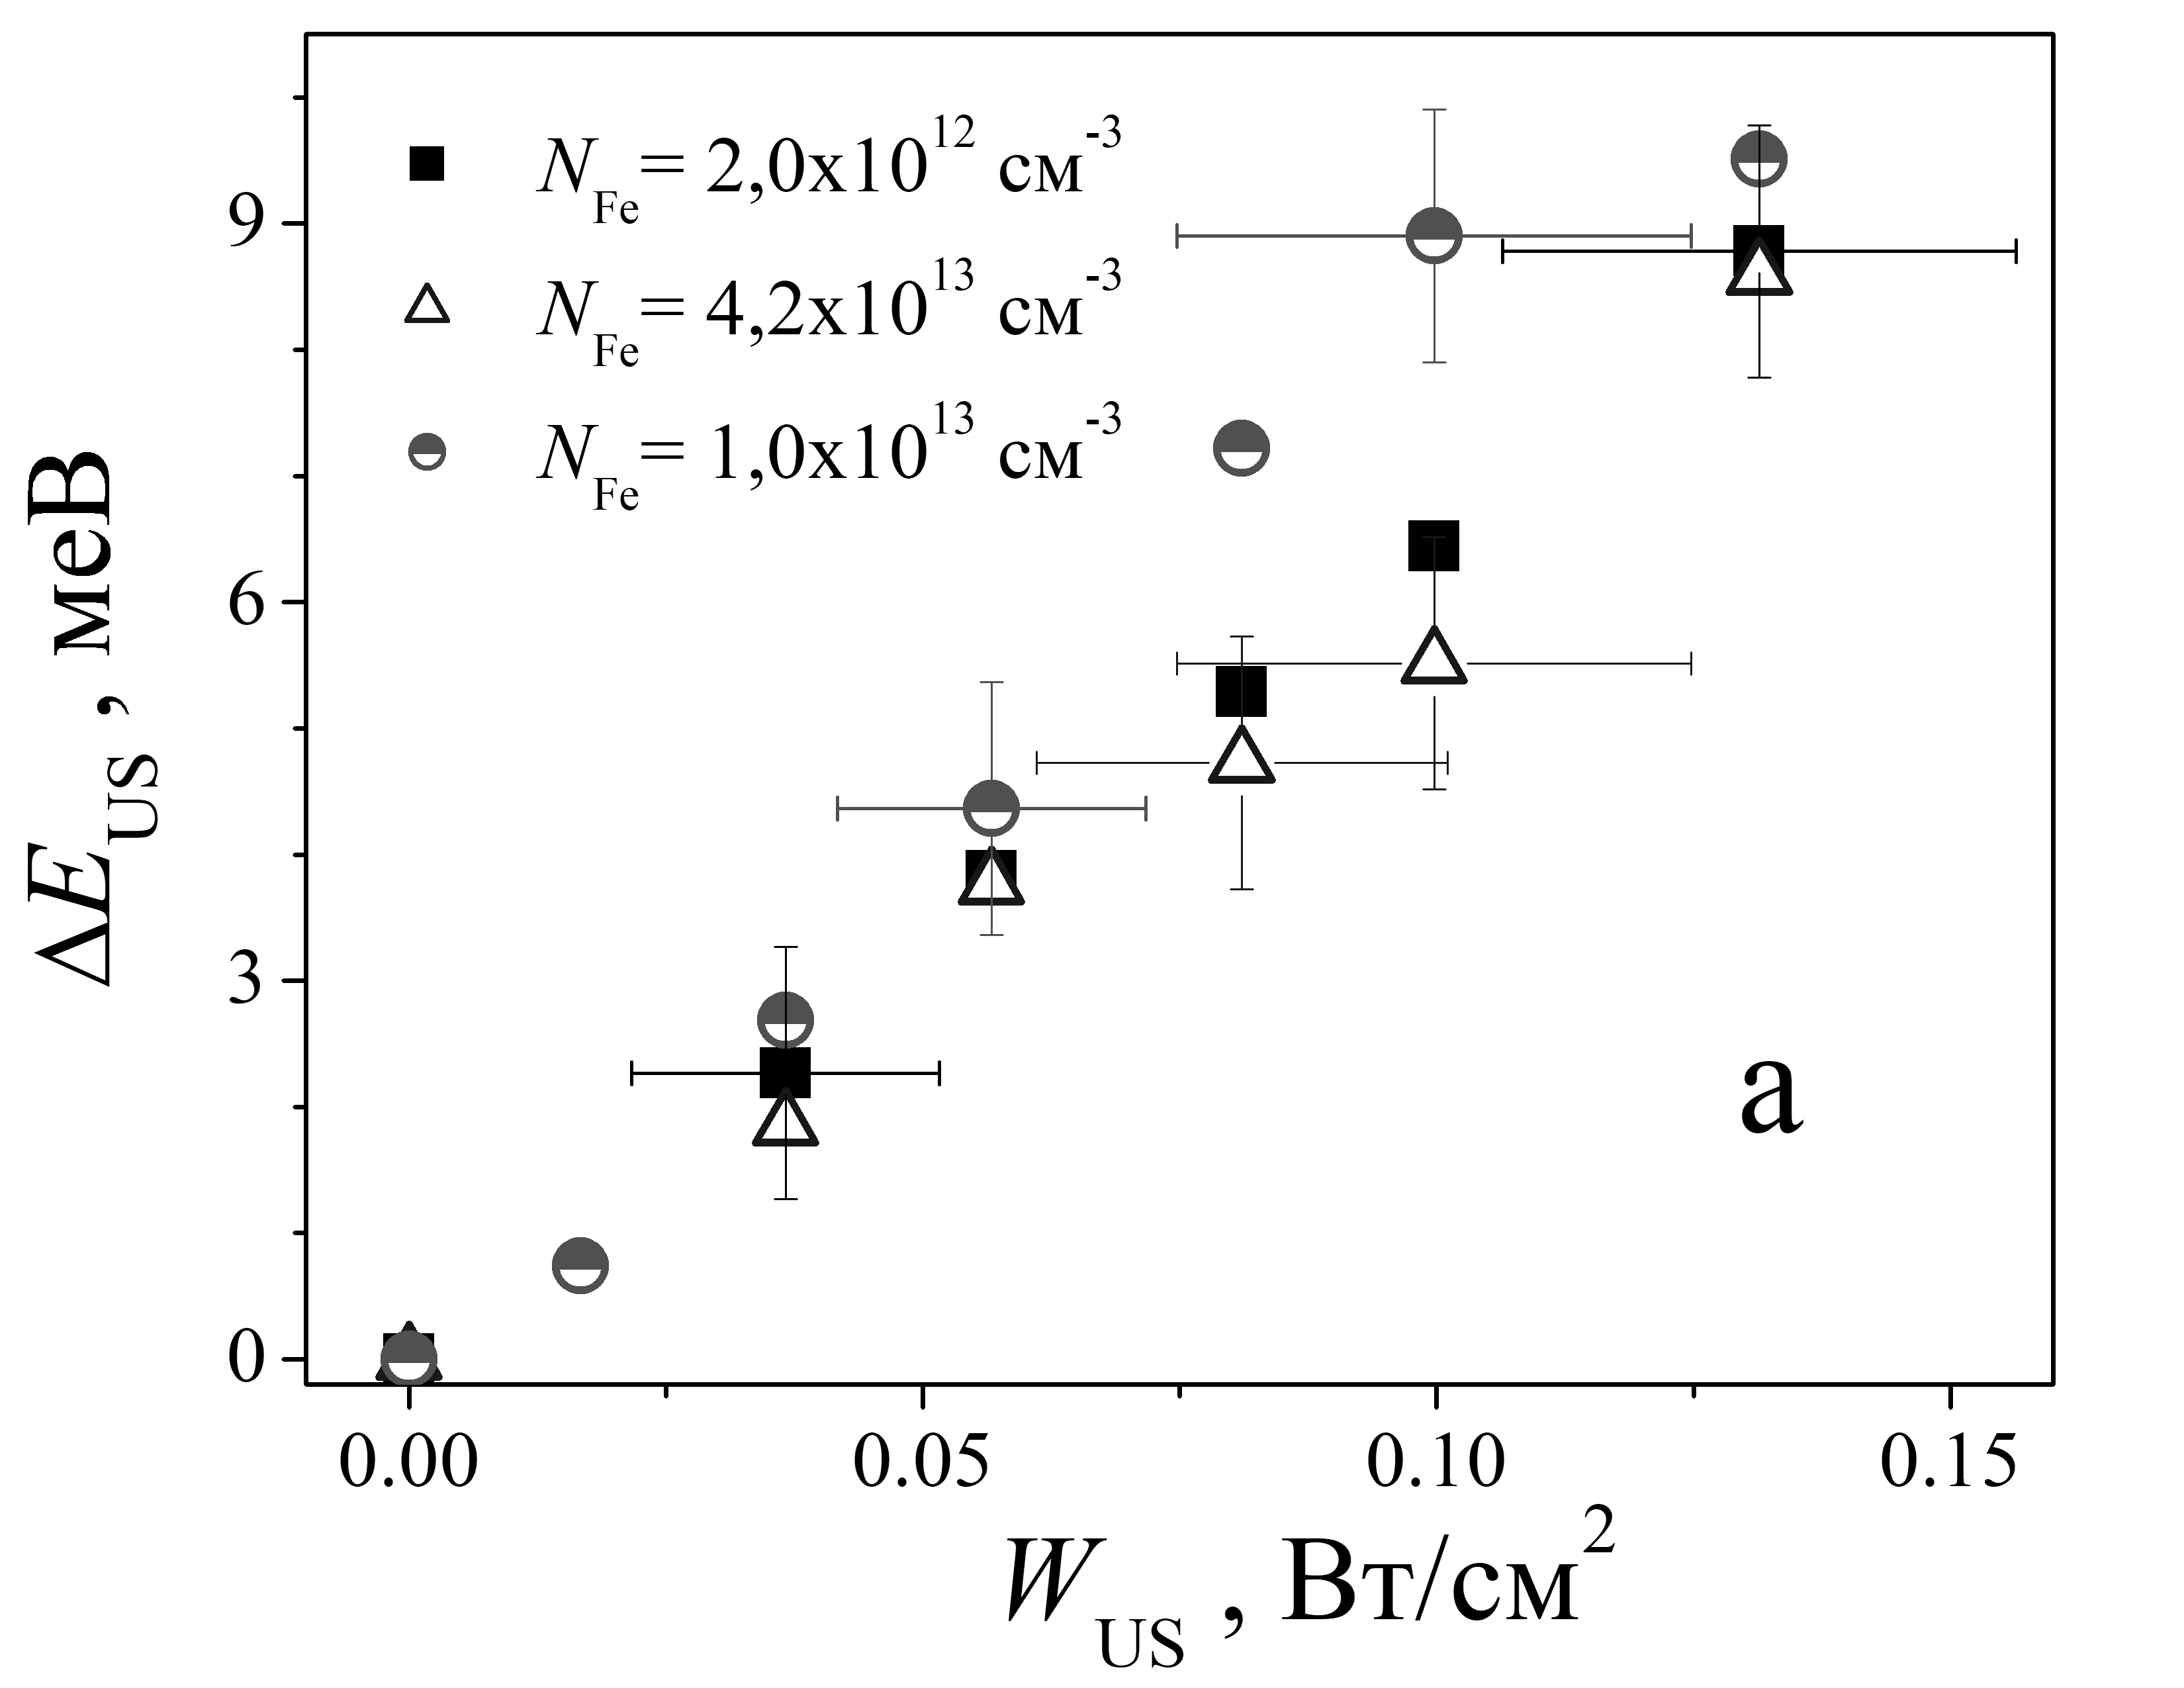 N_Fe = 2,0x10^12 см^-3
N_Fe = 4,2x10^13 см^-3
N_Fe = 1,0x10^13 см^-3
ΔE_US , меВ
9
6
3
0
a
0.00 0.05 0.10 0.15
W_US , Вт/см^2